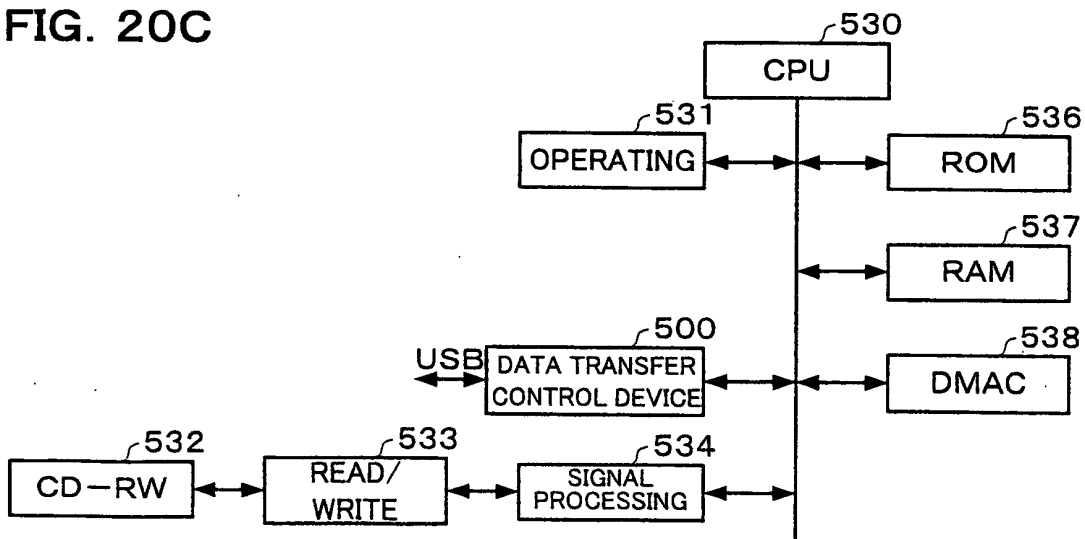 FIG. 20C
530
CPU
531
OPERATING
536
ROM
537
RAM
500
USB
DATA TRANSFER
CONTROL DEVICE
538
DMAC
532
CD-RW
533
READ/
WRITE
534
SIGNAL
PROCESSING